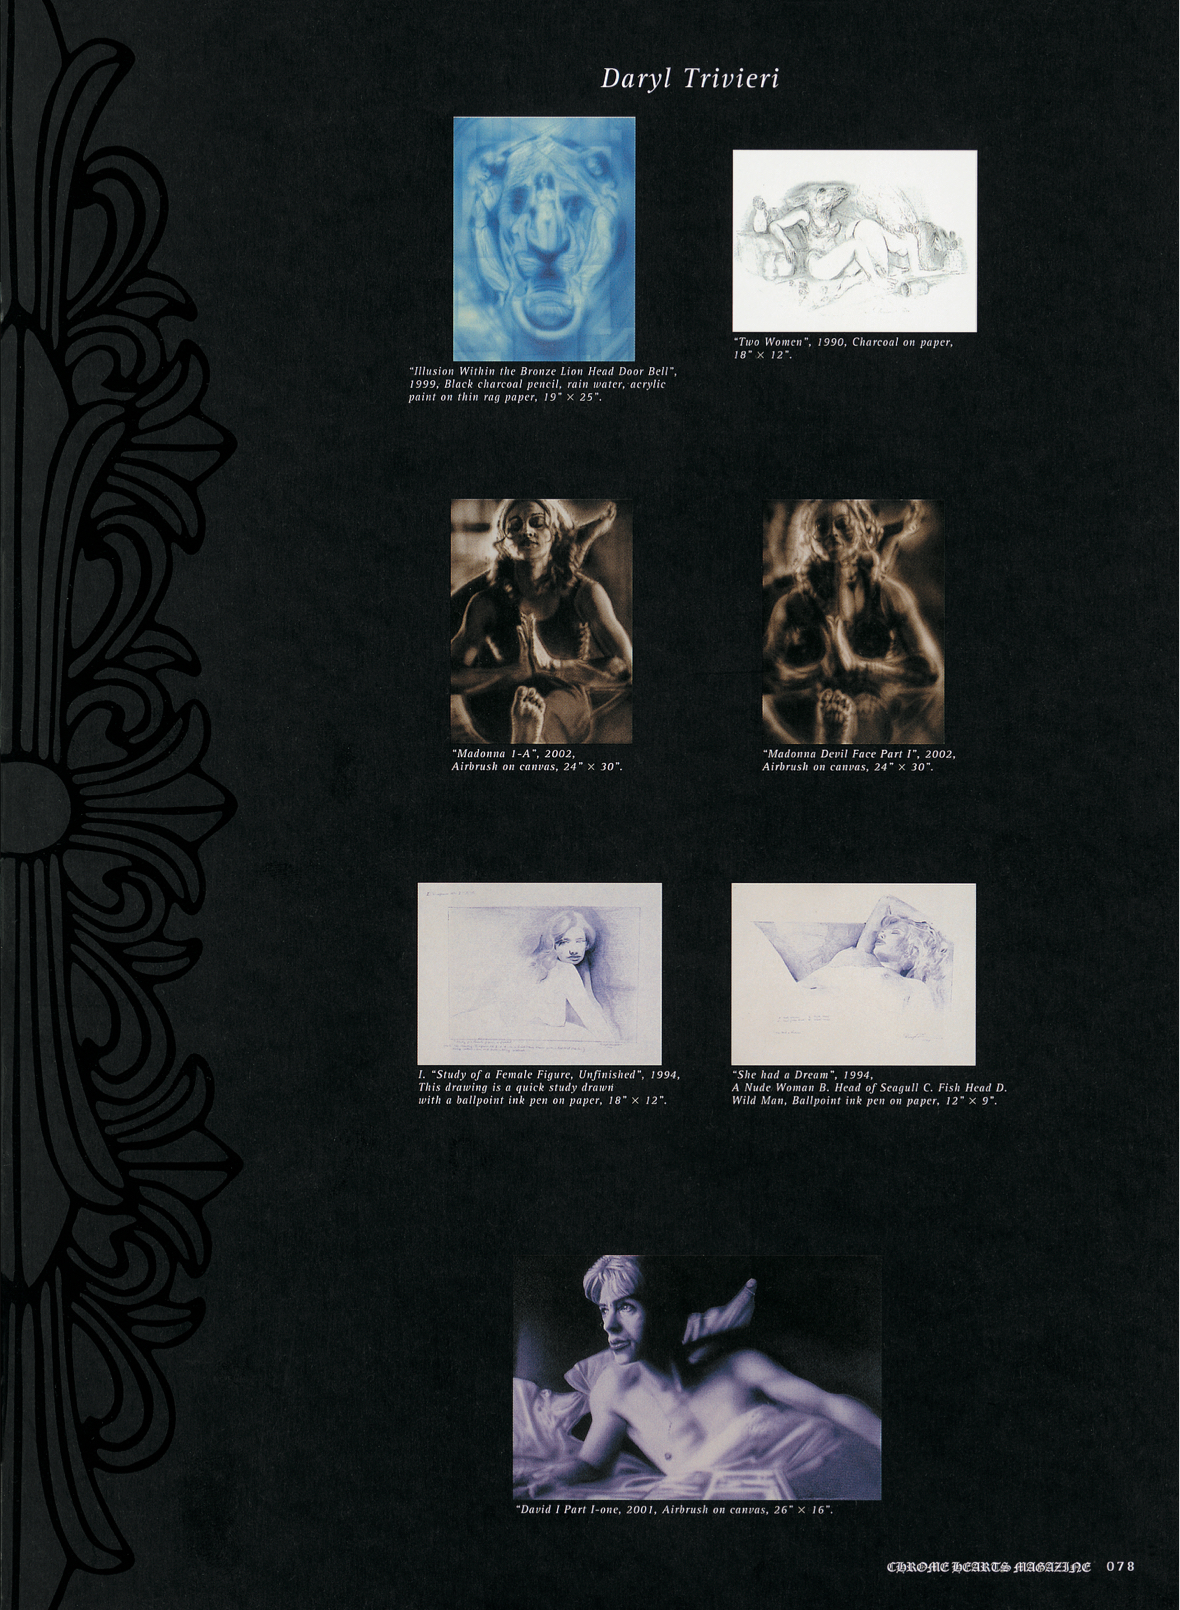 Daryl Trivieri
“Illusion Within the Bronze Lion Head Door Bell”,
1999, Black charcoal pencil, rain water, acrylic
paint on thin rag paper, 19” × 25”.
“Two Women”, 1990, Charcoal on paper,
18” × 12”.
“Madonna 1-A”, 2002,
Airbrush on canvas, 24” × 30”.
“Madonna Devil Face Part I”, 2002,
Airbrush on canvas, 24” × 30”.
I. “Study of a Female Figure, Unfinished”, 1994,
This drawing is a quick study drawn
with a ballpoint ink pen on paper, 18” × 12”.
“She had a Dream”, 1994,
A Nude Woman B. Head of Seagull C. Fish Head D.
Wild Man, Ballpoint ink pen on paper, 12” × 9”.
“David I Part I-one, 2001, Airbrush on canvas, 26” × 16”.
CHROME HEARTS MAGAZINE 078